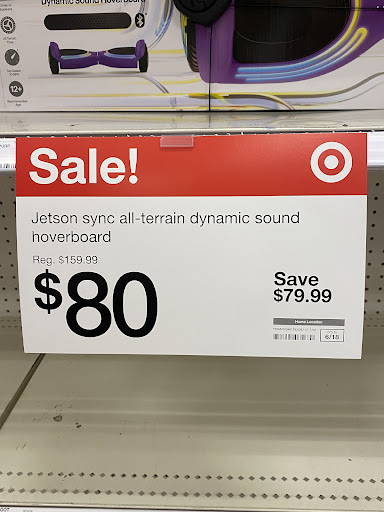 Dynamic Sound Hoverboard
12+
Sale!
Jetson sync all-terrain dynamic sound
hoverboard
Reg. $159.99
$80
Save
$79.99
Home Location
6/18